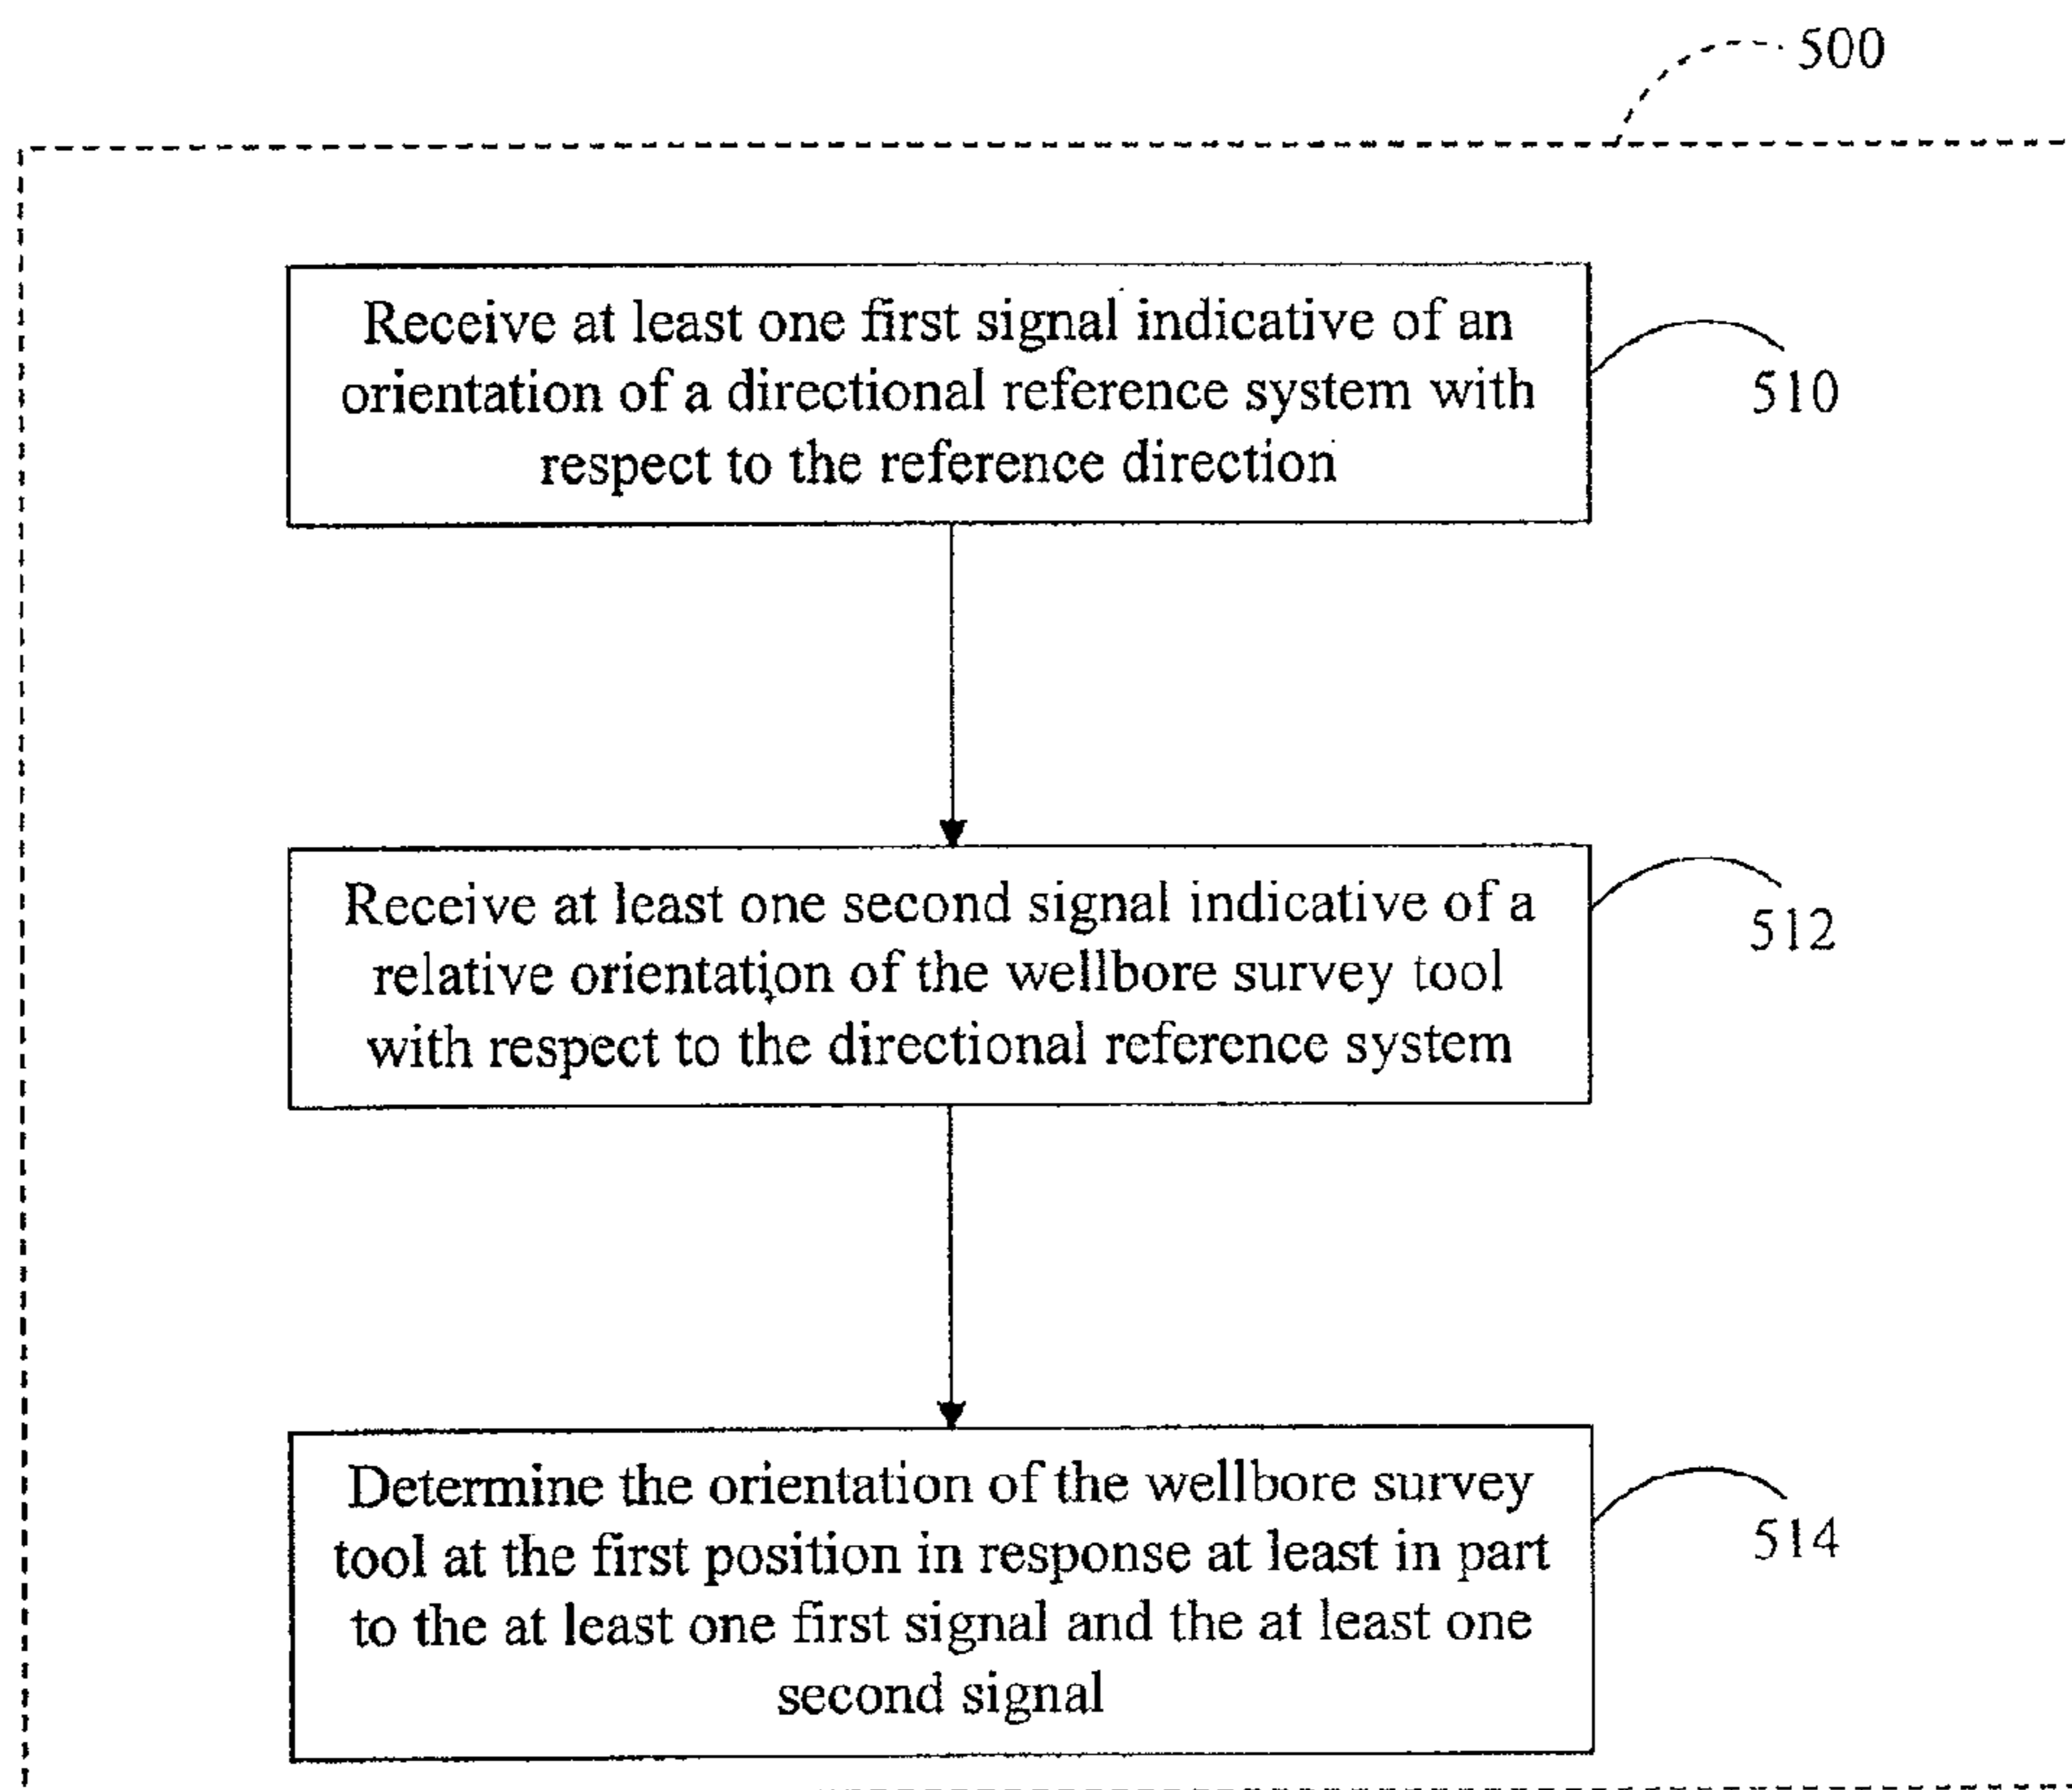 500
Receive at least one first signal indicative of an
orientation of a directional reference system with
respect to the reference direction
510
Receive at least one second signal indicative of a
relative orientation of the wellbore survey tool
with respect to the directional reference system
512
Determine the orientation of the wellbore survey
tool at the first position in response at least in part
to the at least one first signal and the at least one
second signal
514